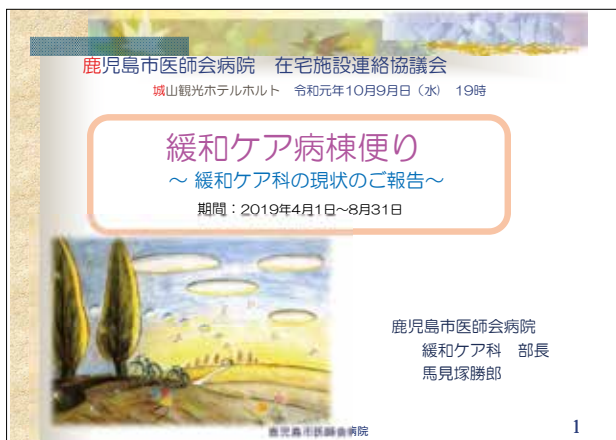 鹿児島市医師会病院 在宅施設連絡協議会
城山観光ホテルホルト 令和元年10月9月日（水） 19時
緩和ケア病棟便り
～ 緩和ケア科の現状のご報告～
期間：2019年4月1日~8月31日
鹿児島市医師会病院
緩和ケア科 部長
馬見塚勝郎
鹿児島市医師会病院
1